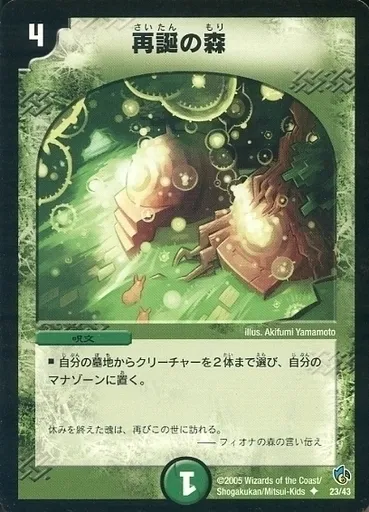 4
さいたん もり
再誕の森
illus. Akifumi Yamamoto
呪文
■ 自分の墓地からクリーチャーを2体まで選び、自分の
マナゾーンに置く。
休みを終えた魂は、再びこの世に訪れる。
—— フィオナの森の言い伝え
1
©2005 Wizards of the Coast/
Shogakukan/Mitsui-Kids
23/43